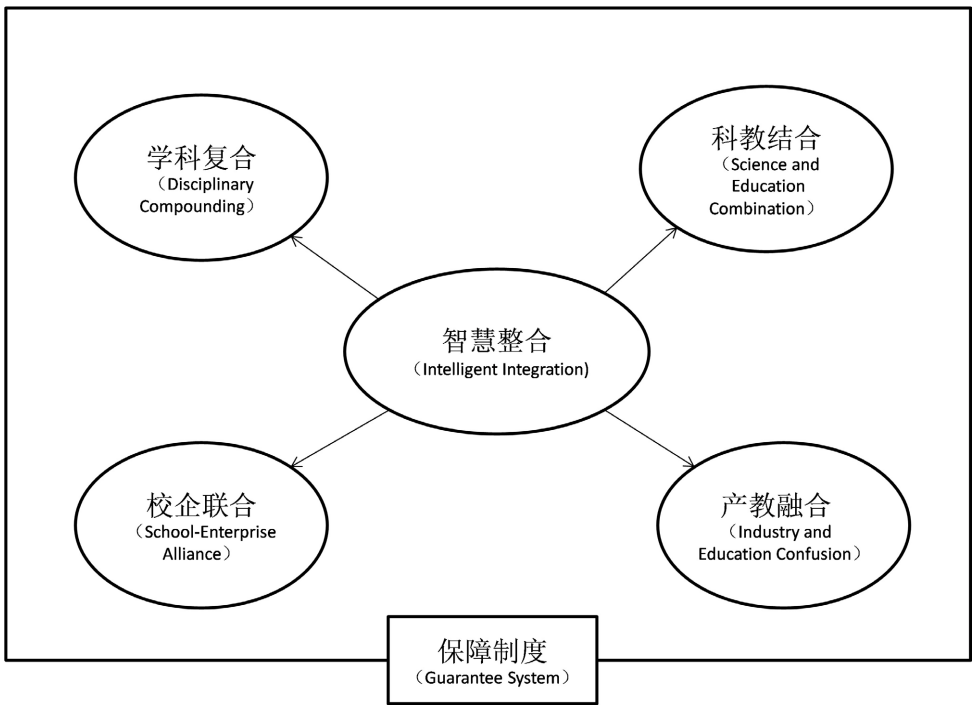 学科复合
（Disciplinary
Compounding）
科教结合
（Science and
Education
Combination）
智慧整合
（Intelligent Integration)
校企联合
（School-Enterprise
Alliance）
产教融合
（Industry and
Education Confusion）
保障制度
（Guarantee System）